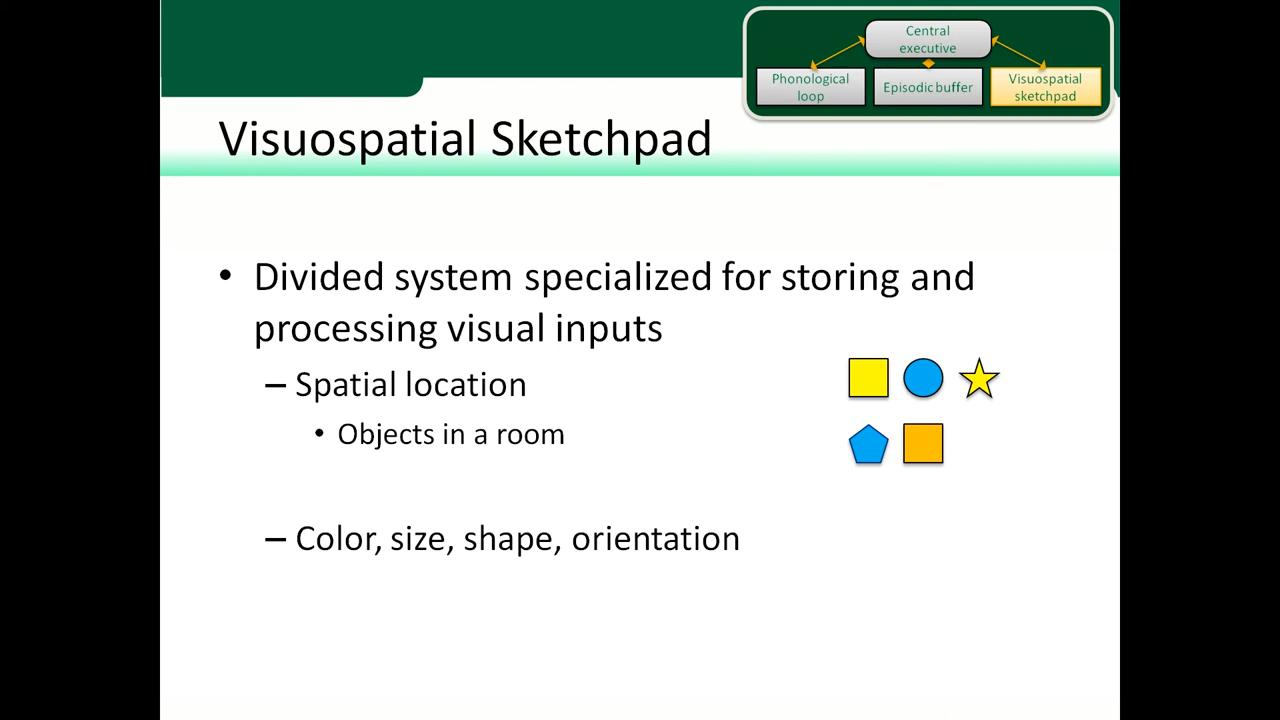 Central
executive
Phonological
loop
Episodic buffer
Visuospatial
sketchpad
Visuospatial Sketchpad
• Divided system specialized for storing and
processing visual inputs
– Spatial location
• Objects in a room
– Color, size, shape, orientation